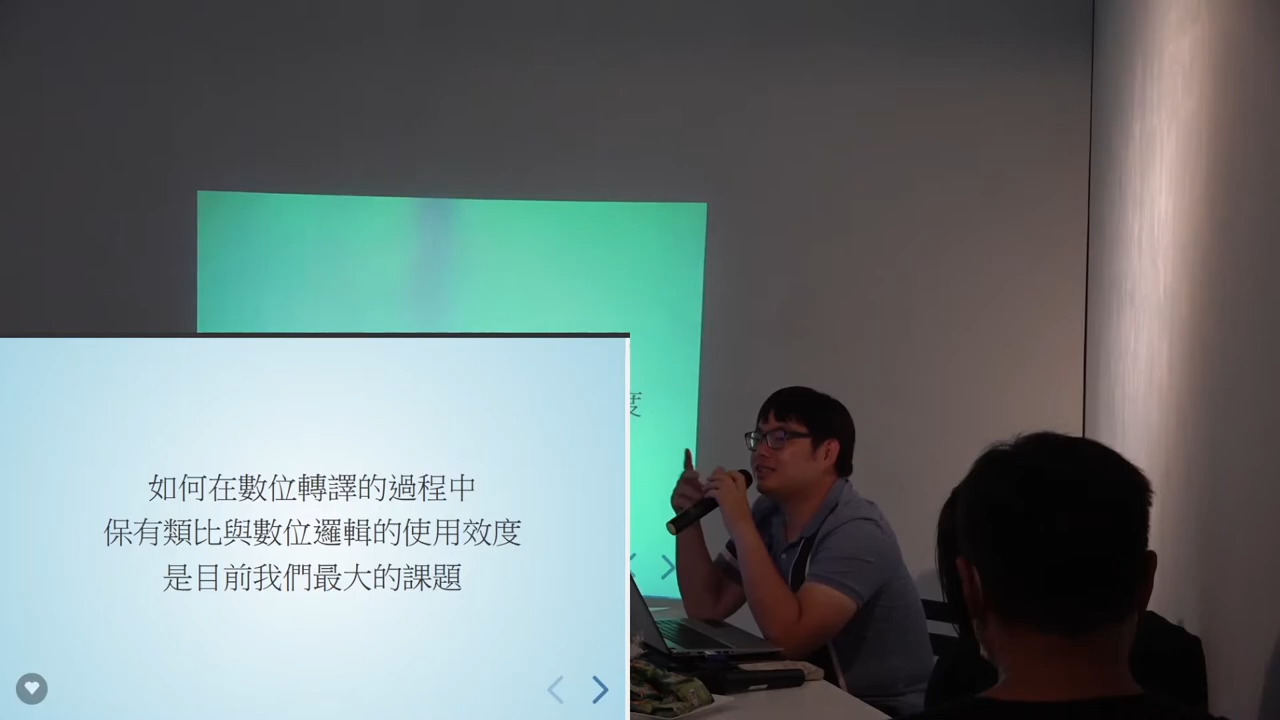 如何在數位轉譯的過程中
保有類比與數位邏輯的使用效度
是目前我們最大的課題
度